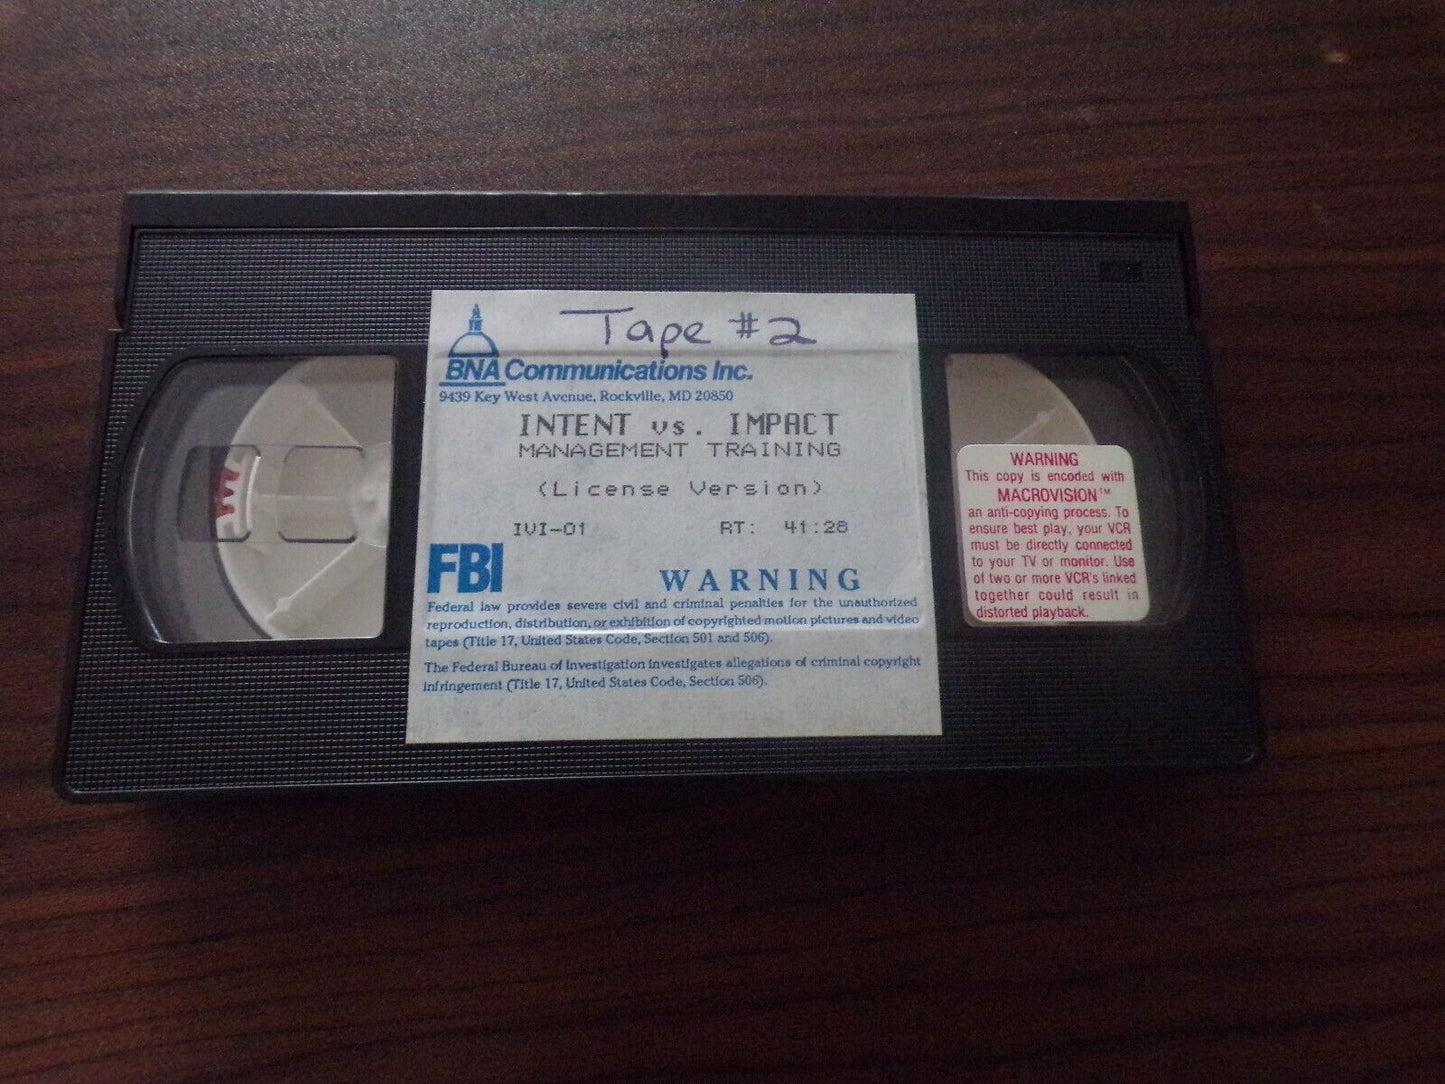 Tape #2
BNA Communications Inc.
9439 Key West Avenue, Rockville, MD 20850
INTENT vs. IMPACT
MANAGEMENT TRAINING
(License Version)
IVI-01 RT: 41:28
FBI WARNING
Federal law provides severe civil and criminal penalties for the unauthorized
reproduction, distribution, or exhibition of copyrighted motion pictures and video
tapes (Title 17, United States Code, Section 501 and 506).
The Federal Bureau of Investigation investigates allegations of criminal copyright
infringement (Title 17, United States Code, Section 506).
WARNING
This copy is encoded with
MACROVISION™
an anti-copying process. To
ensure best play, your VCR
must be directly connected
to your TV or monitor. Use
of two or more VCR's linked
together could result in
distorted playback.